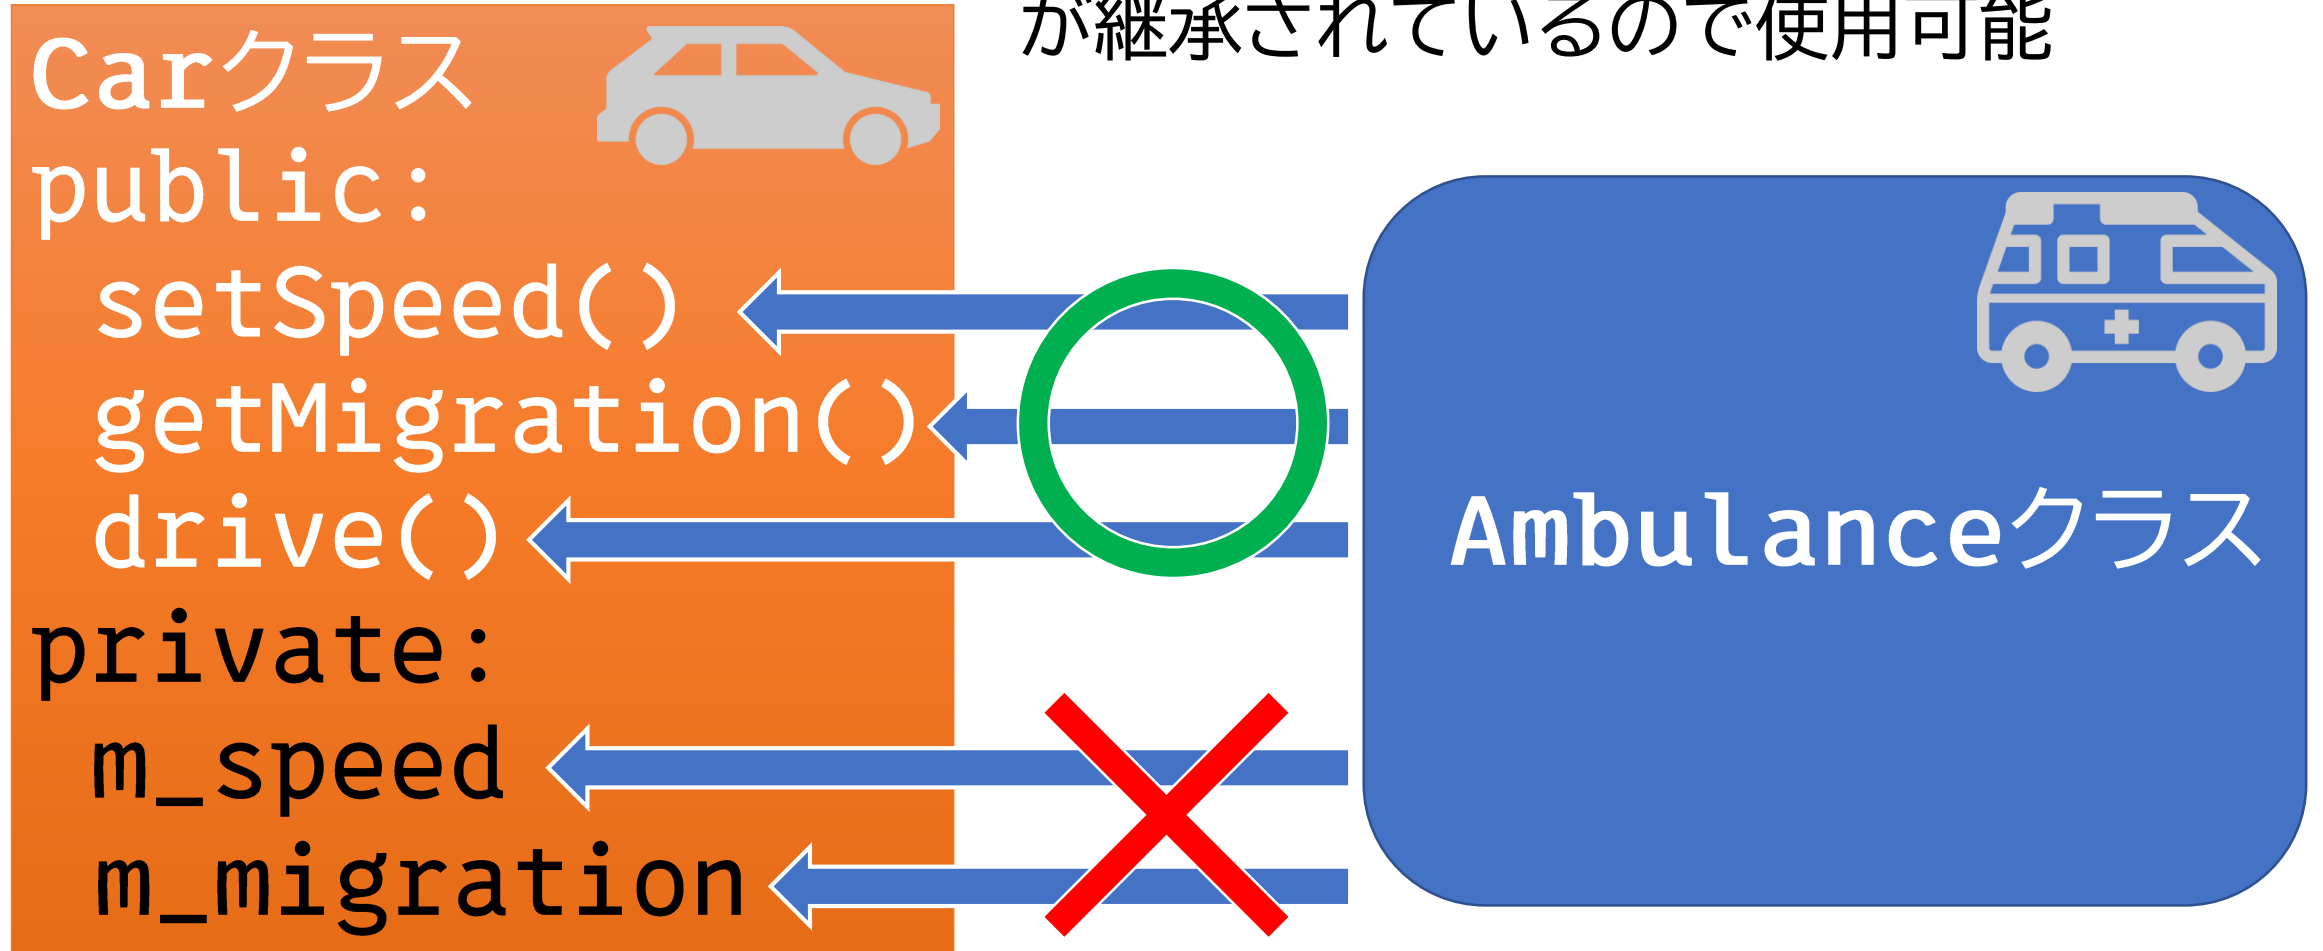 が継承されているので使用可能
Carクラス
public:
setSpeed()
getMigration()
drive()
private:
m_speed
m_migration
Ambulanceクラス